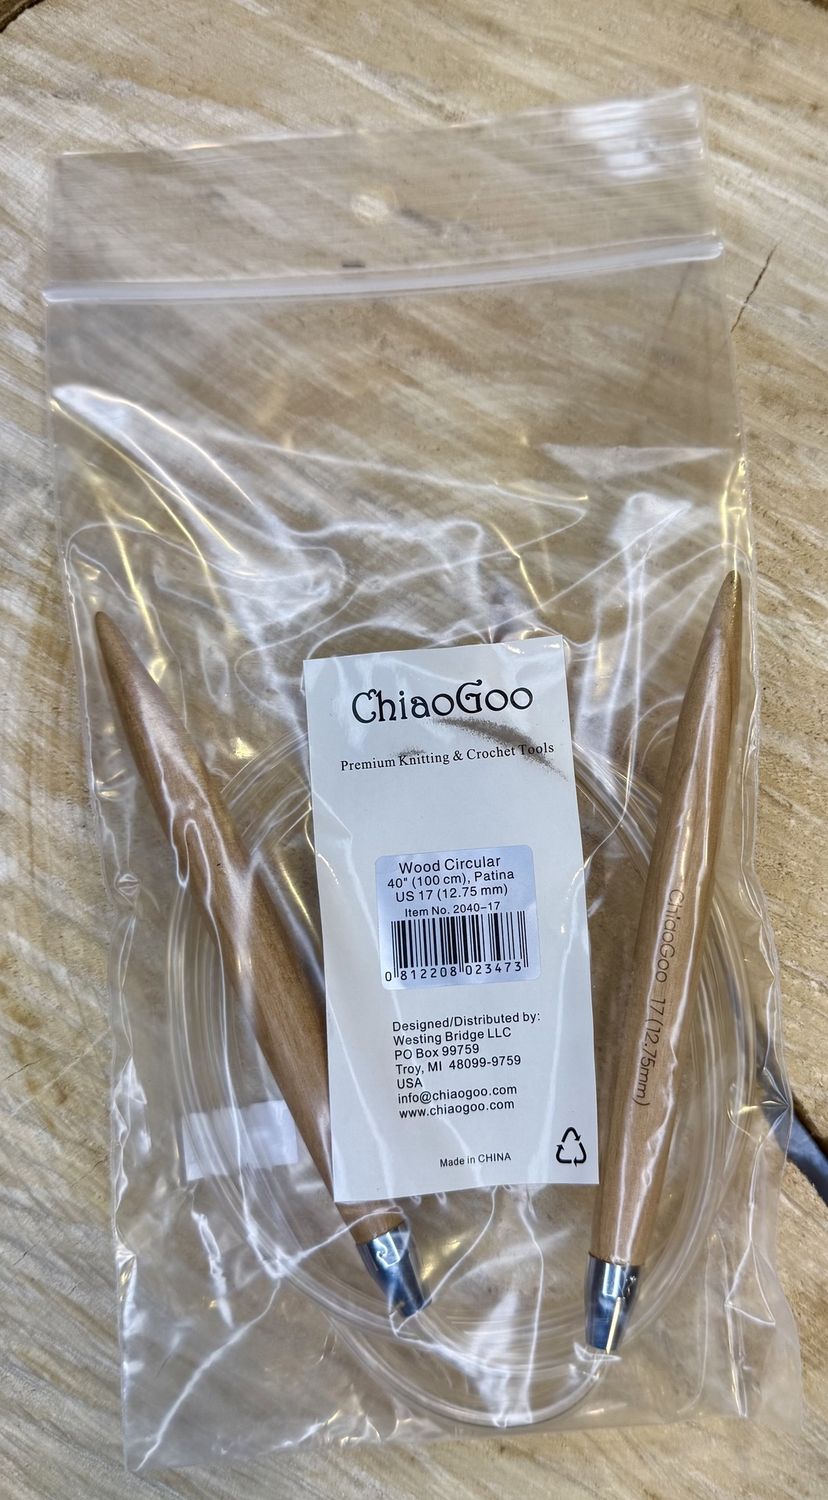 ChiaoGoo
Premium Knitting & Crochet Tools
Wood Circular
40" (100 cm), Patina
US 17 (12.75 mm)
Item No. 2040-17
0 812208 023473
Designed/Distributed by:
Westing Bridge LLC
PO Box 99759
Troy, MI 48099-9759
USA
info@chiaogoo.com
www.chiaogoo.com
Made in CHINA
ChiaoGoo 17 (12.75mm)